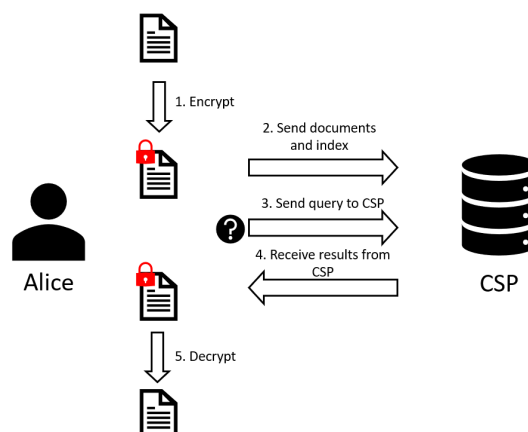 1. Encrypt
2. Send documents
and index
3. Send query to CSP
?
4. Receive results from
CSP
Alice
CSP
5. Decrypt